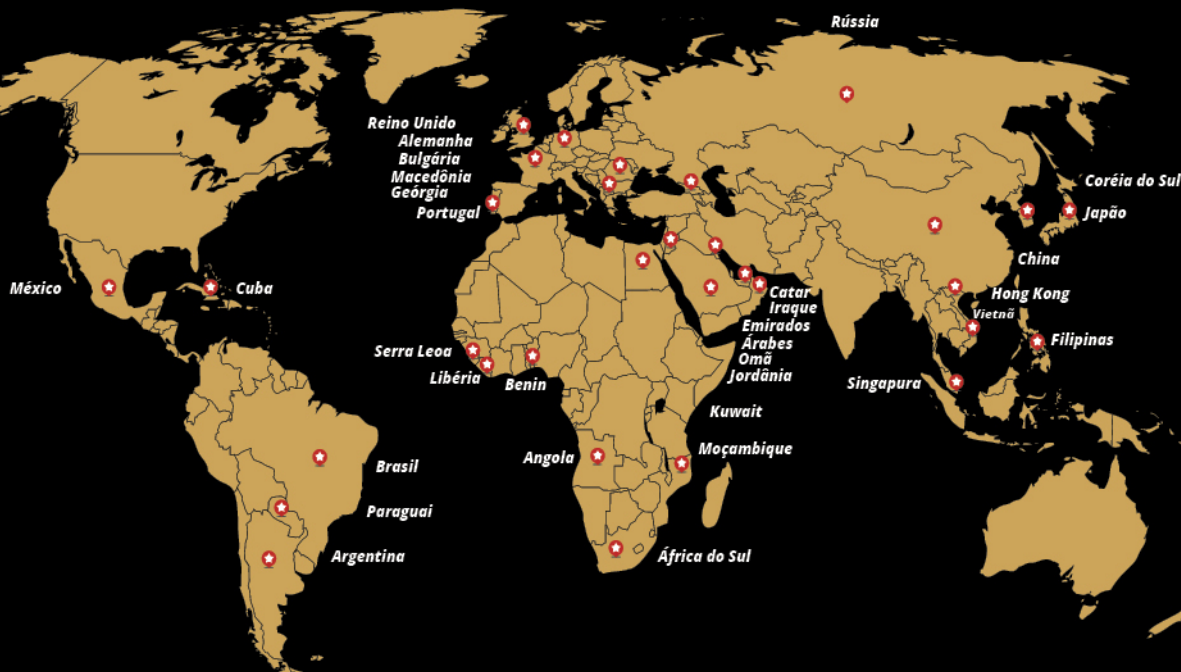 Rússia
Reino Unido
Alemanha
Bulgária
Macedônia
Geórgia
Portugal
Coréia do Sul
Japão
China
México
Cuba
Hong Kong
Vietnã
Catar
Iraque
Emirados
Árabes
Omã
Jordânia
Filipinas
Serra Leoa
Libéria
Benin
Singapura
Kuwait
Moçambique
Angola
Brasil
Paraguai
Argentina
África do Sul